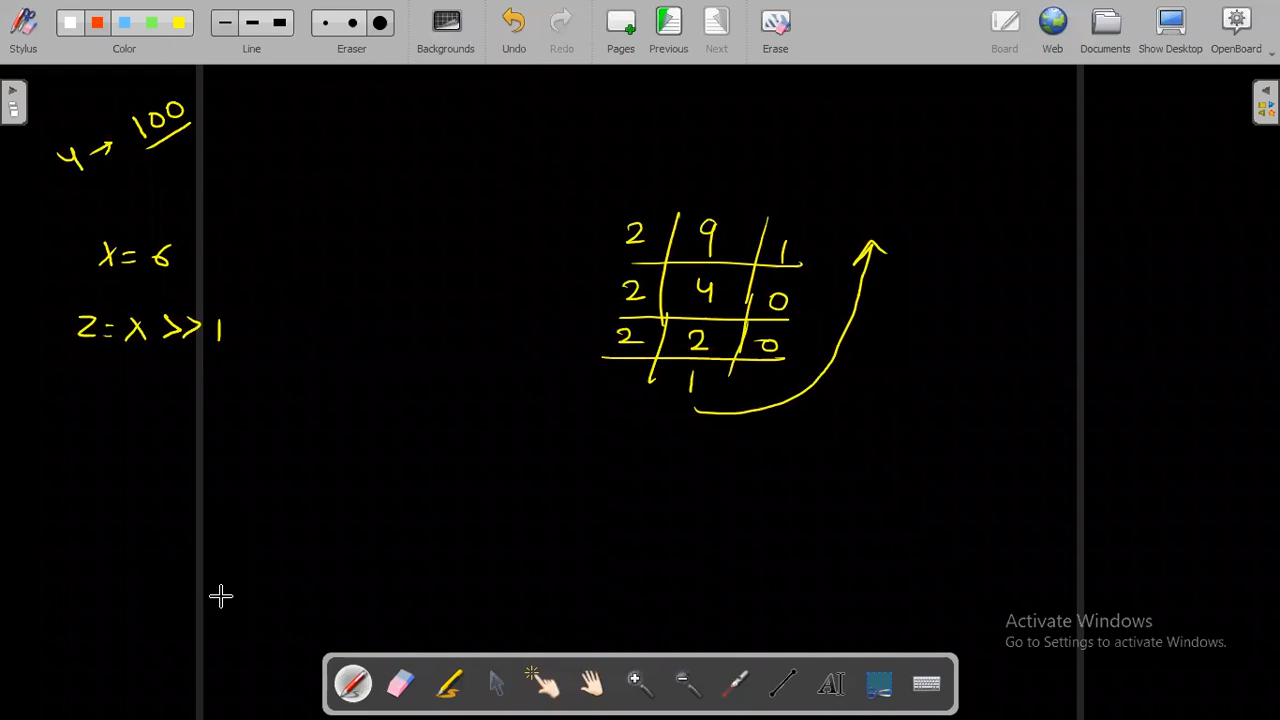 Stylus Color Line Eraser Backgrounds Undo Redo Pages Previous Next Erase Board Web Documents Show Desktop OpenBoard
4 → 100
x = 6
z = x >> 1
2 9 1
2 4 0
2 2 0
1
Activate Windows
Go to Settings to activate Windows.
AI